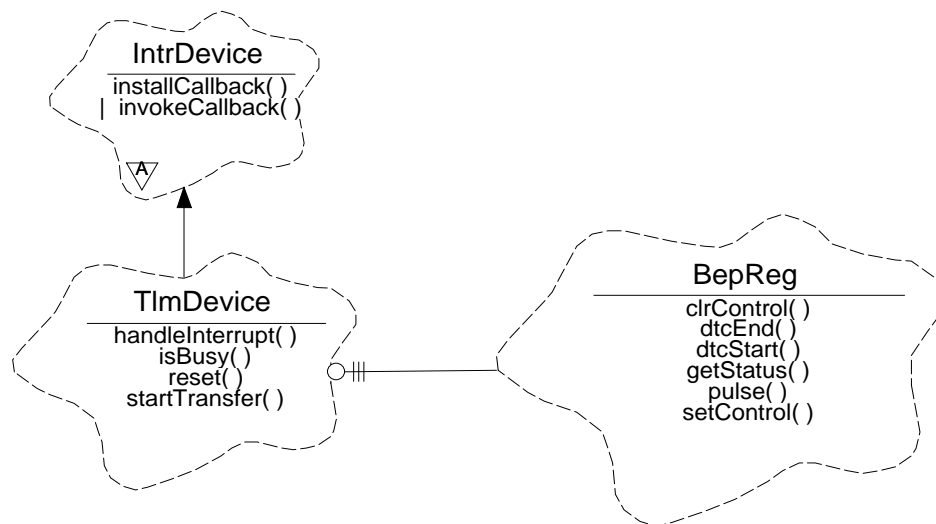 IntrDevice
installCallback( )
| invokeCallback( )
A
TlmDevice
handleInterrupt( )
isBusy( )
reset( )
startTransfer( )
BepReg
clrControl( )
dtcEnd( )
dtcStart( )
getStatus( )
pulse( )
setControl( )